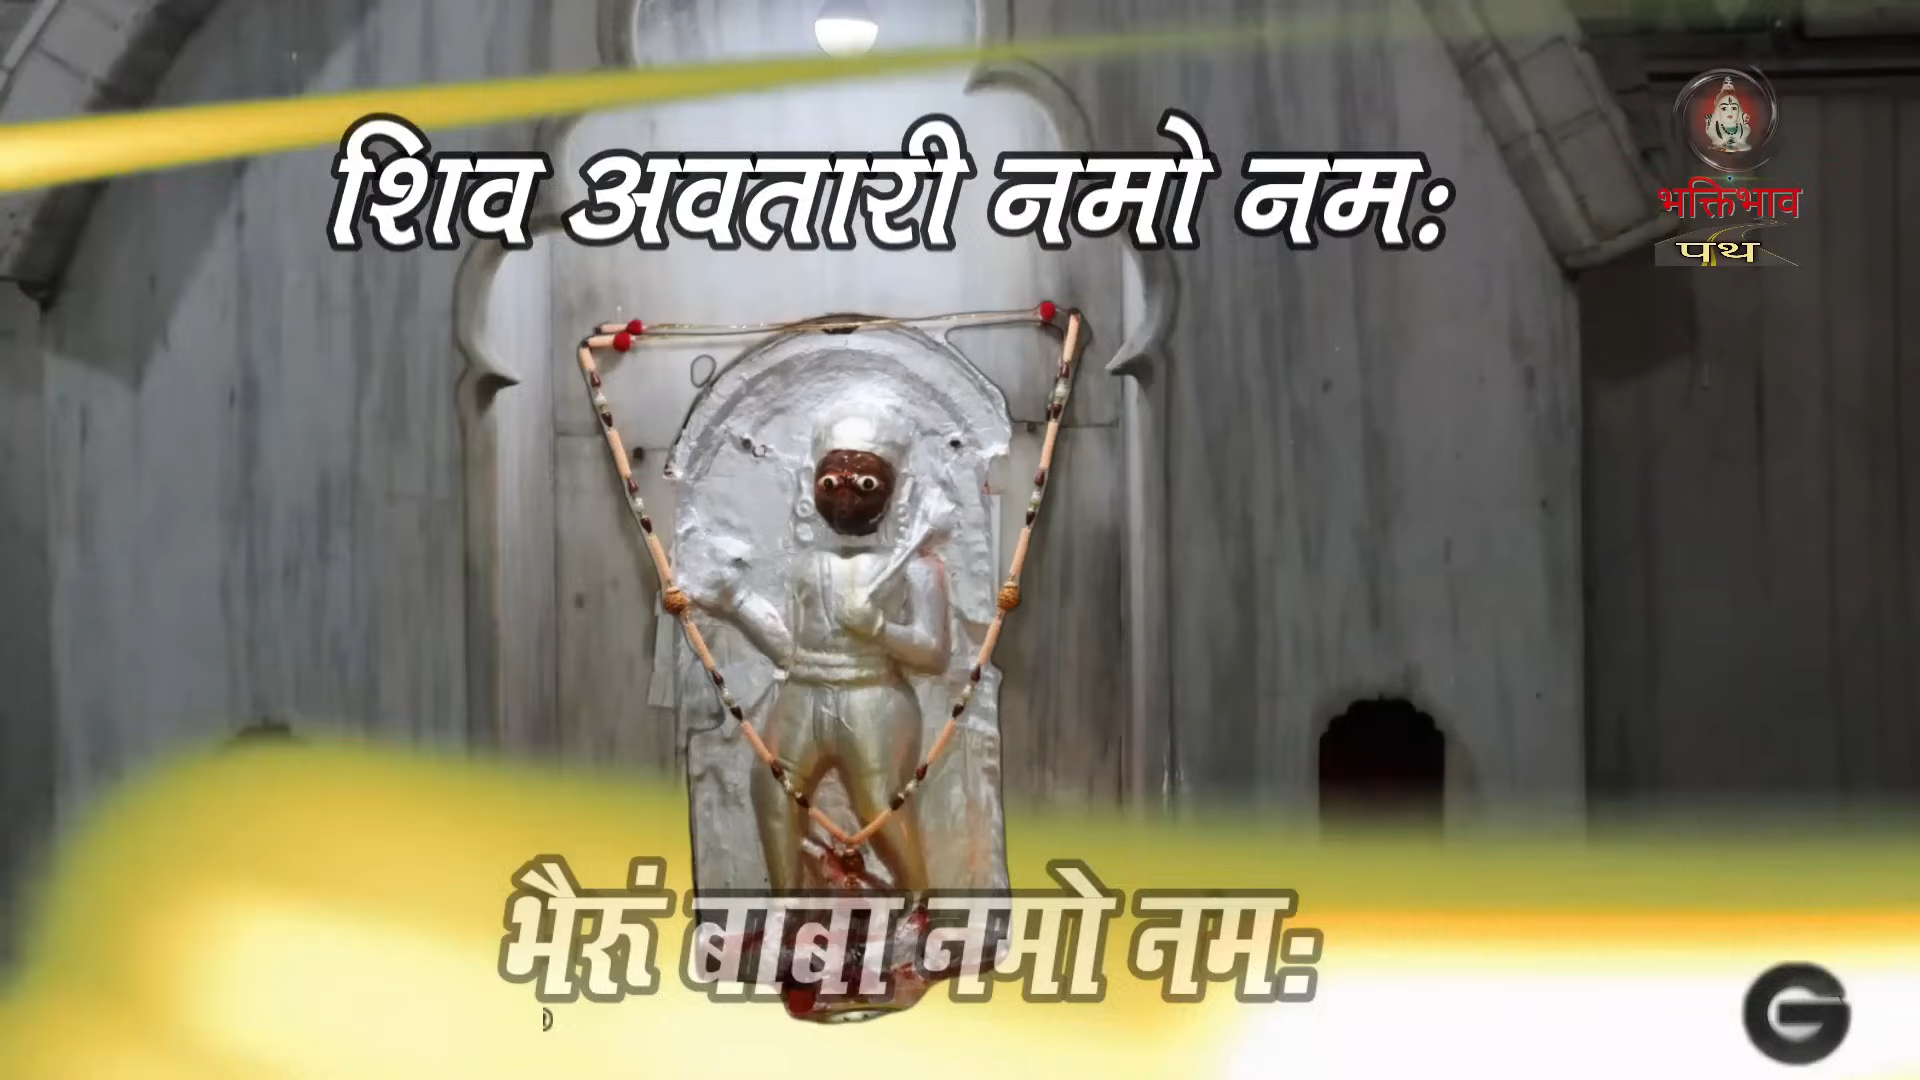 शिव अवतारी नमो नमः
भक्तिभाव
पथ
भैरूं बाबा नमो नमः
G